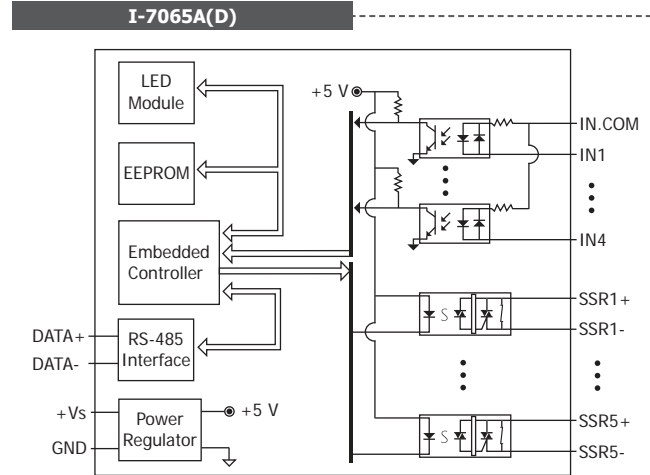 I-7065A(D)
LED
Module
EEPROM
Embedded
Controller
RS-485
Interface
DATA+
DATA-
Power
Regulator
+Vs
GND
+5 V
+5 V
IN.COM
IN1
IN4
SSR1+
SSR1-
SSR5+
SSR5-